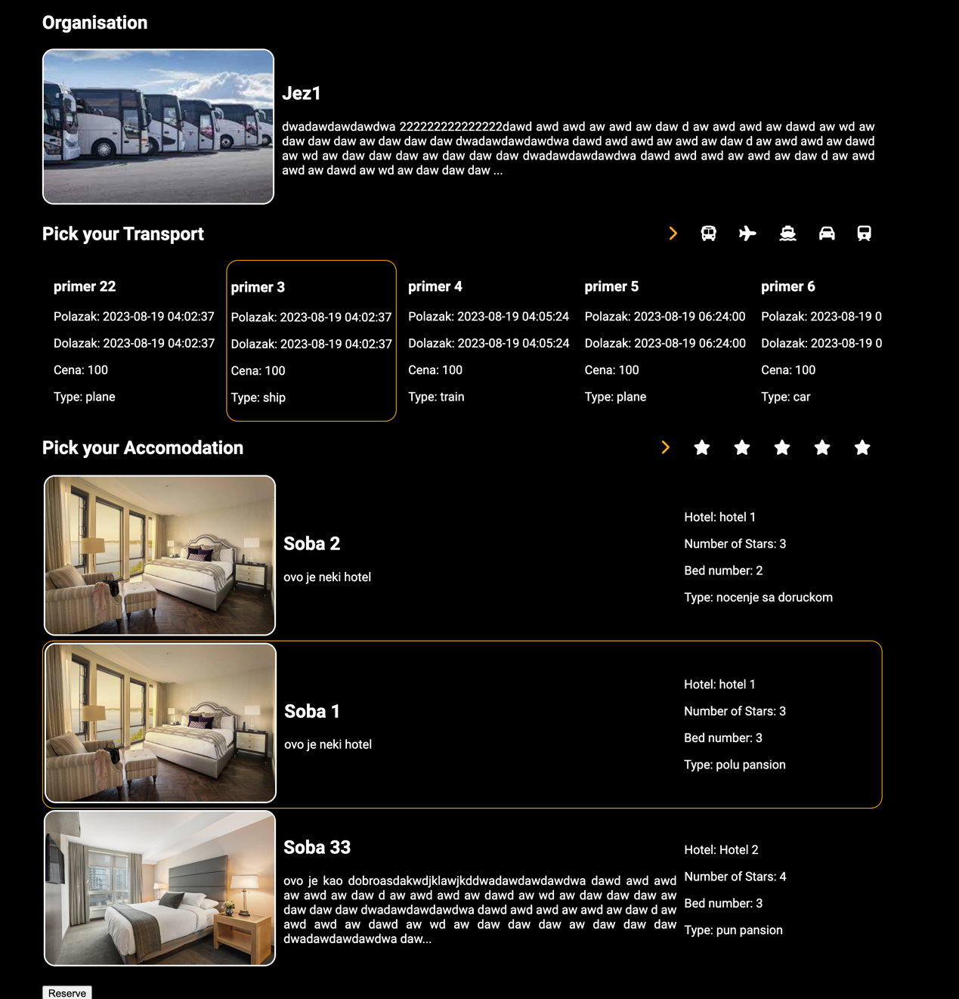 Organisation
Jez1
dwadawdawdawdwa 222222222222222dawd awd awd aw awd aw daw d aw awd awd aw dawd aw wd aw
daw daw daw aw daw daw daw dwadawdawdawdwa dawd awd awd aw awd aw daw d aw awd awd aw dawd
aw wd aw daw daw daw aw daw daw daw dwadawdawdawdwa dawd awd awd aw awd aw daw d aw awd
awd aw dawd aw wd aw daw daw daw ...
Pick your Transport
primer 22
Polazak: 2023-08-19 04:02:37
Dolazak: 2023-08-19 04:02:37
Cena: 100
Type: plane
primer 3
Polazak: 2023-08-19 04:02:37
Dolazak: 2023-08-19 04:02:37
Cena: 100
Type: ship
primer 4
Polazak: 2023-08-19 04:05:24
Dolazak: 2023-08-19 04:05:24
Cena: 100
Type: train
primer 5
Polazak: 2023-08-19 06:24:00
Dolazak: 2023-08-19 06:24:00
Cena: 100
Type: plane
primer 6
Polazak: 2023-08-19 0
Dolazak: 2023-08-19 0
Cena: 100
Type: car
Pick your Accomodation
Soba 2
ovo je neki hotel
Hotel: hotel 1
Number of Stars: 3
Bed number: 2
Type: nocenje sa doruckom
Soba 1
ovo je neki hotel
Hotel: hotel 1
Number of Stars: 3
Bed number: 3
Type: polu pansion
Soba 33
ovo je kao dobroasdakwdjklawjkddwadawdawdawdwa dawd awd awd
aw awd aw daw d aw awd awd aw dawd aw wd aw daw daw daw aw
daw daw daw dwadawdawdawdwa dawd awd awd aw awd aw daw d aw
awd awd aw dawd aw wd aw daw daw daw aw daw daw daw
dwadawdawdawdwa daw...
Hotel: Hotel 2
Number of Stars: 4
Bed number: 3
Type: pun pansion
Reserve